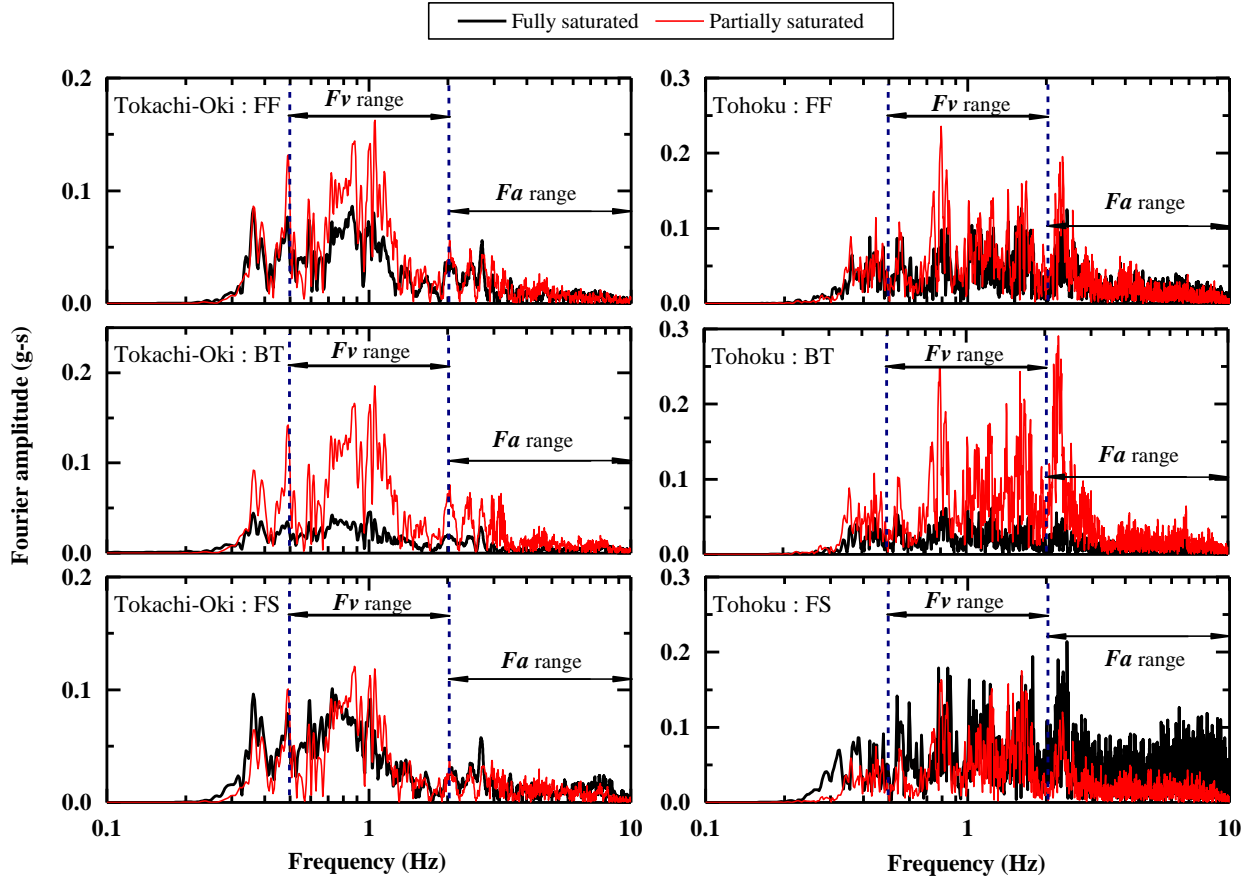 Fully saturated Partially saturated
Tokachi-Oki : FF
Fv range
Fa range
0.2
0.1
0.0
Tohoku : FF
Fv range
Fa range
0.3
0.2
0.1
0.0
Tokachi-Oki : BT
Fv range
Fa range
0.2
0.1
0.0
Tohoku : BT
Fv range
Fa range
0.3
0.2
0.1
0.0
Tokachi-Oki : FS
Fv range
Fa range
0.2
0.1
0.0
0.1 1 10
Tohoku : FS
Fv range
Fa range
0.3
0.2
0.1
0.0
0.1 1 10
Fourier amplitude (g-s)
Frequency (Hz)
Frequency (Hz)